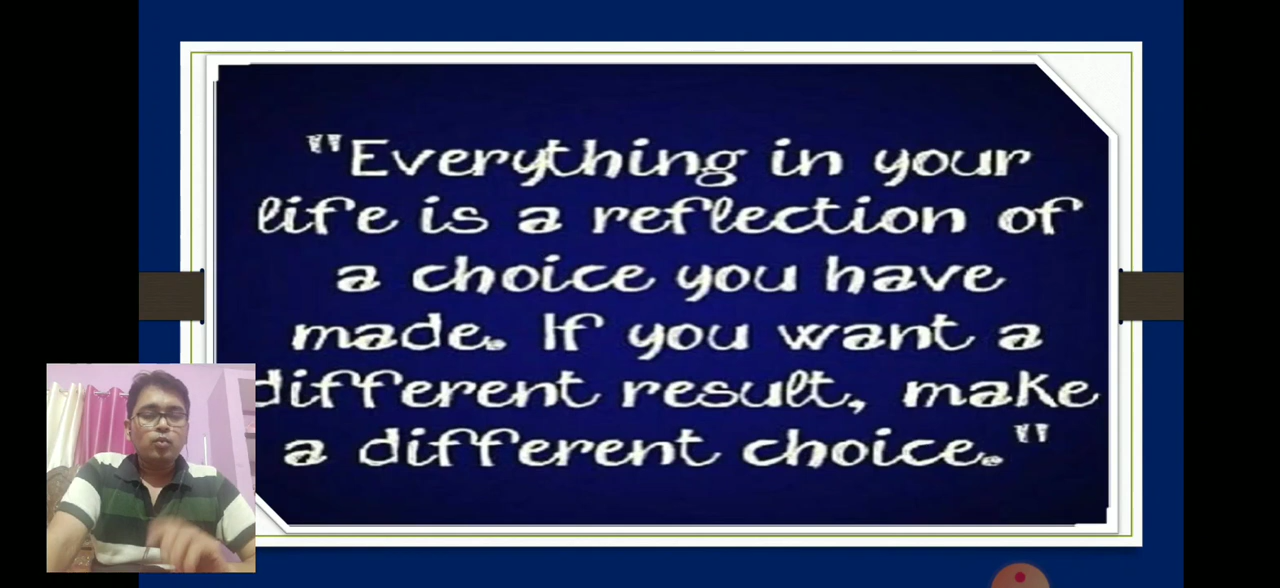 "Everything in your
life is a reflection of
a choice you have
made. If you want a
different result, make
a different choice."